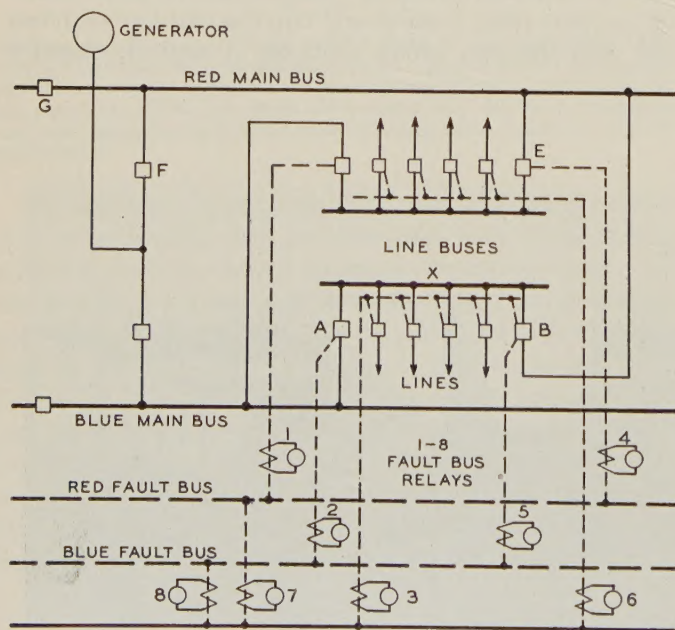 GENERATOR
RED MAIN BUS
G
F
E
LINE BUSES
X
A
B
LINES
BLUE MAIN BUS
1
1-8
FAULT BUS
RELAYS
4
RED FAULT BUS
2
5
BLUE FAULT BUS
8
7
3
6